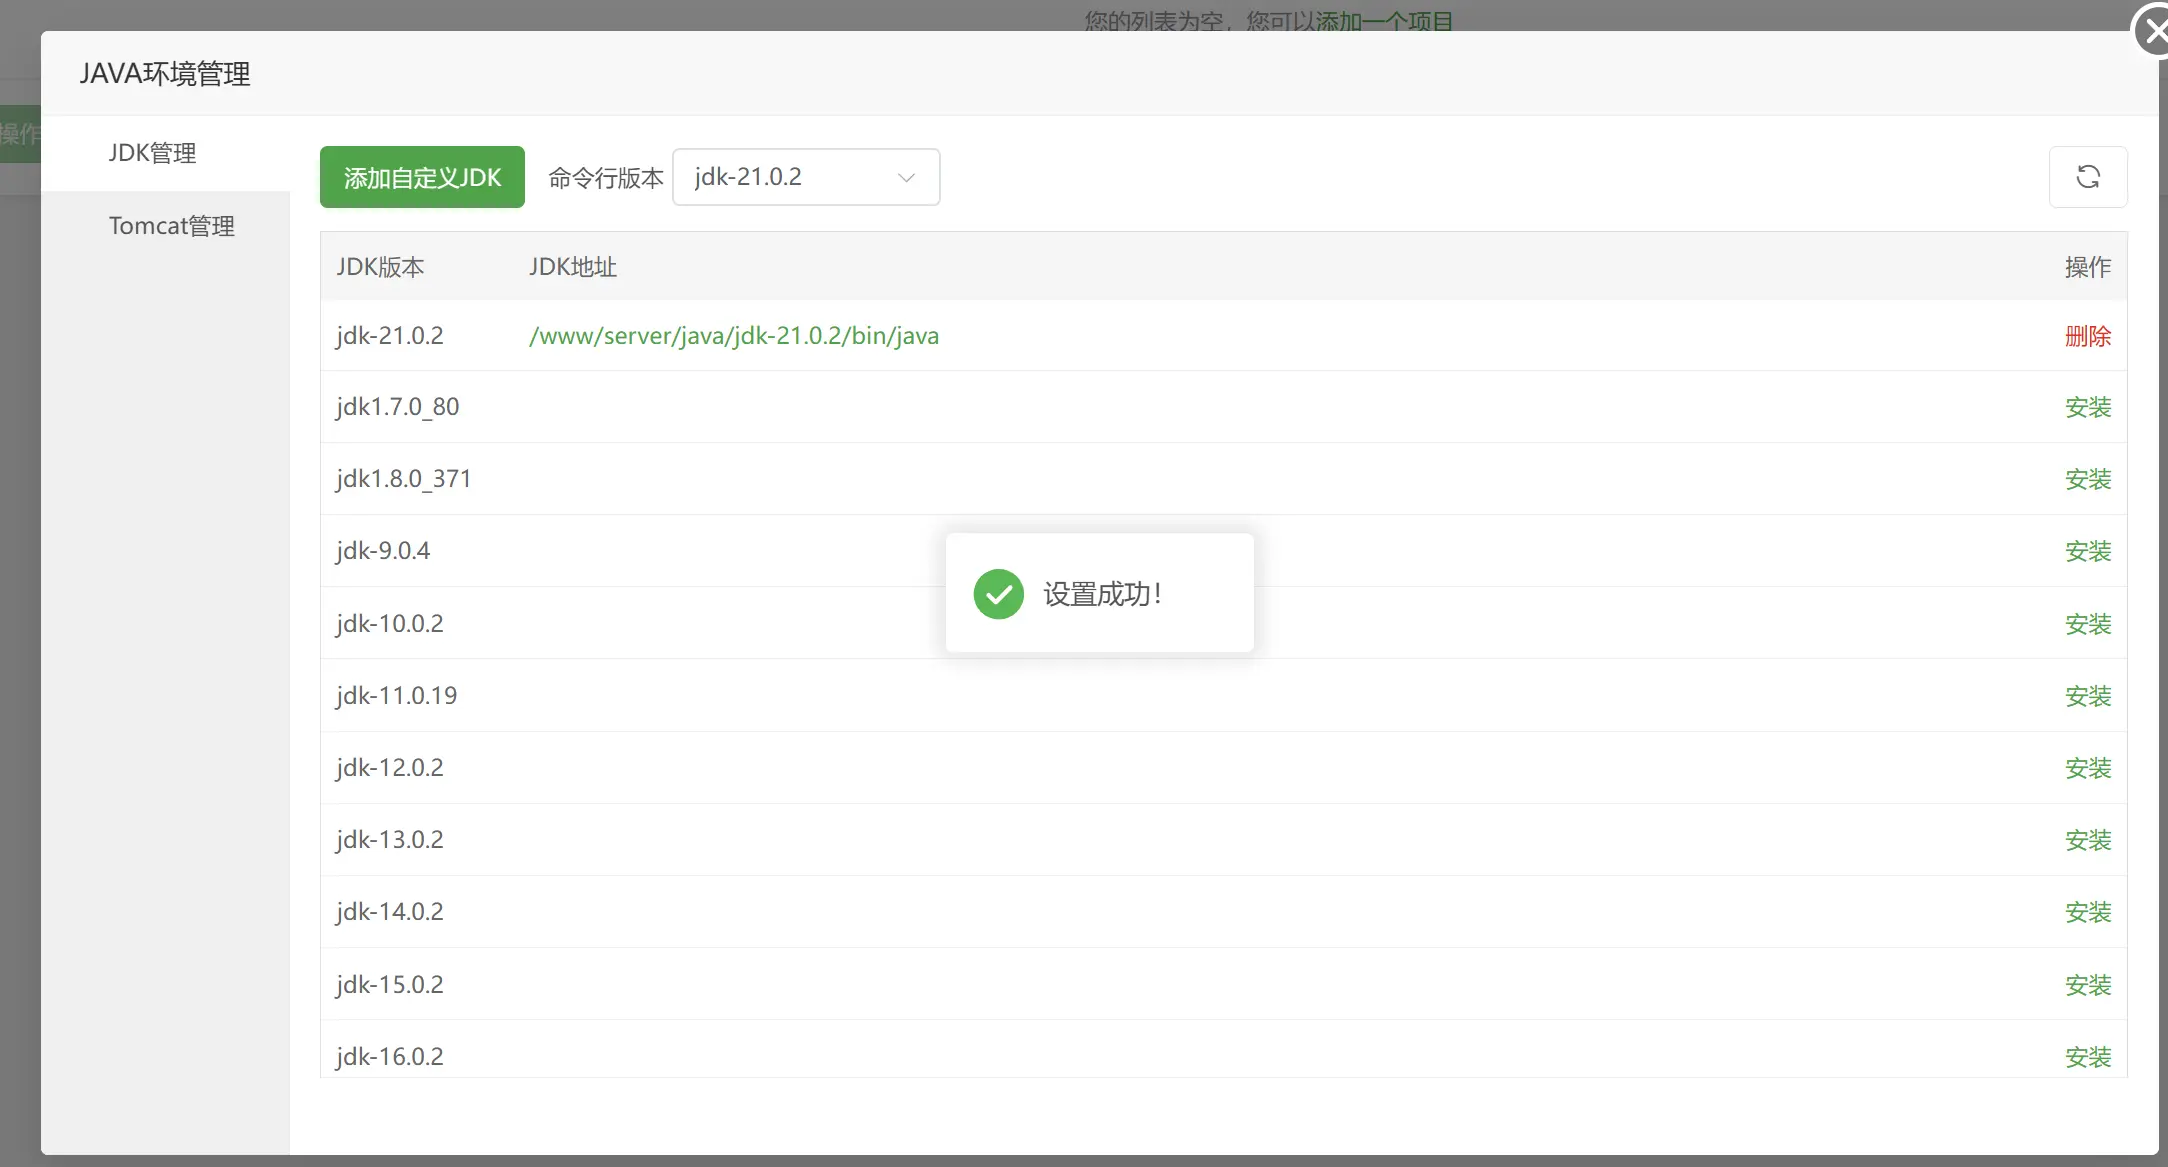 您的列表为空，您可以添加一个项目
JAVA环境管理
操作
JDK管理
Tomcat管理
添加自定义JDK 命令行版本 jdk-21.0.2
JDK版本 JDK地址 操作
jdk-21.0.2 /www/server/java/jdk-21.0.2/bin/java 删除
jdk1.7.0_80 安装
jdk1.8.0_371 安装
jdk-9.0.4 安装
设置成功！
jdk-10.0.2 安装
jdk-11.0.19 安装
jdk-12.0.2 安装
jdk-13.0.2 安装
jdk-14.0.2 安装
jdk-15.0.2 安装
jdk-16.0.2 安装